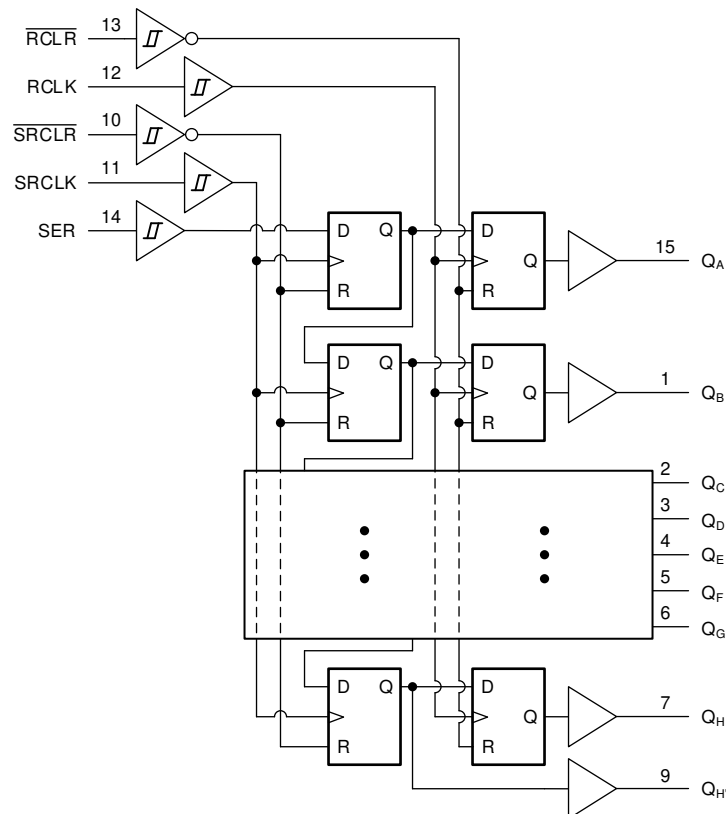 RCLR 13
RCLK 12
SRCLR 10
SRCLK 11
SER 14
D Q D Q 15 QA
R R
D Q D Q 1 QB
R R
2 QC
3 QD
4 QE
5 QF
6 QG
D Q D Q 7 QH
R R
9 QH'